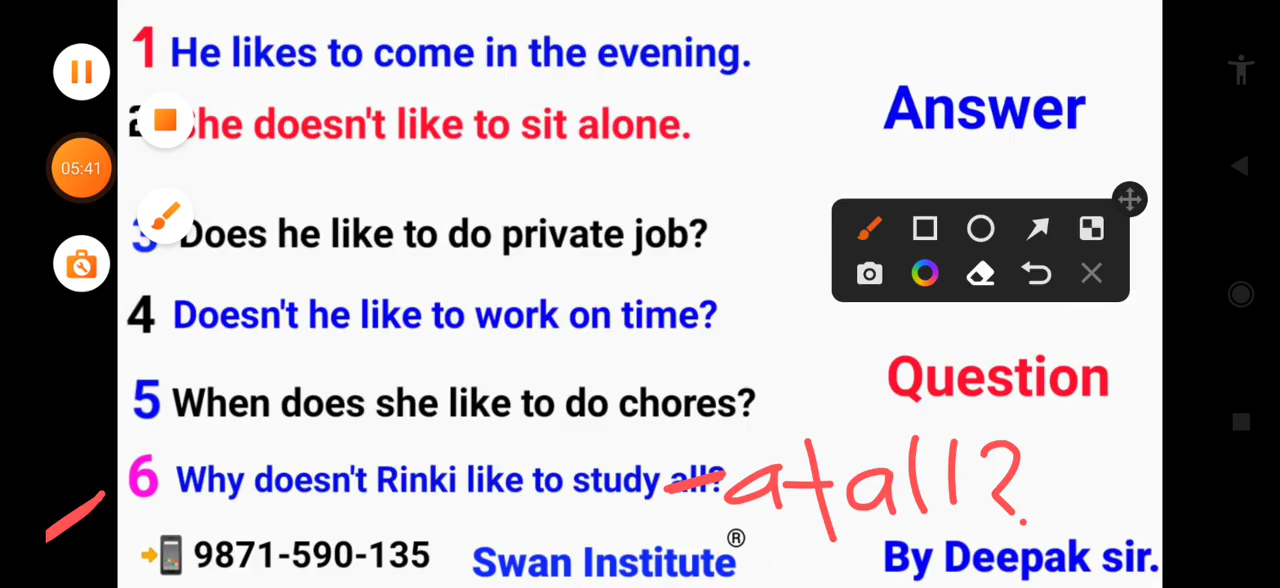 1 He likes to come in the evening.
Answer
2 She doesn't like to sit alone.
05:41
3 Does he like to do private job?
4 Doesn't he like to work on time?
Question
5 When does she like to do chores?
6 Why doesn't Rinki like to study all? at all?
9871-590-135 Swan Institute ® By Deepak sir.